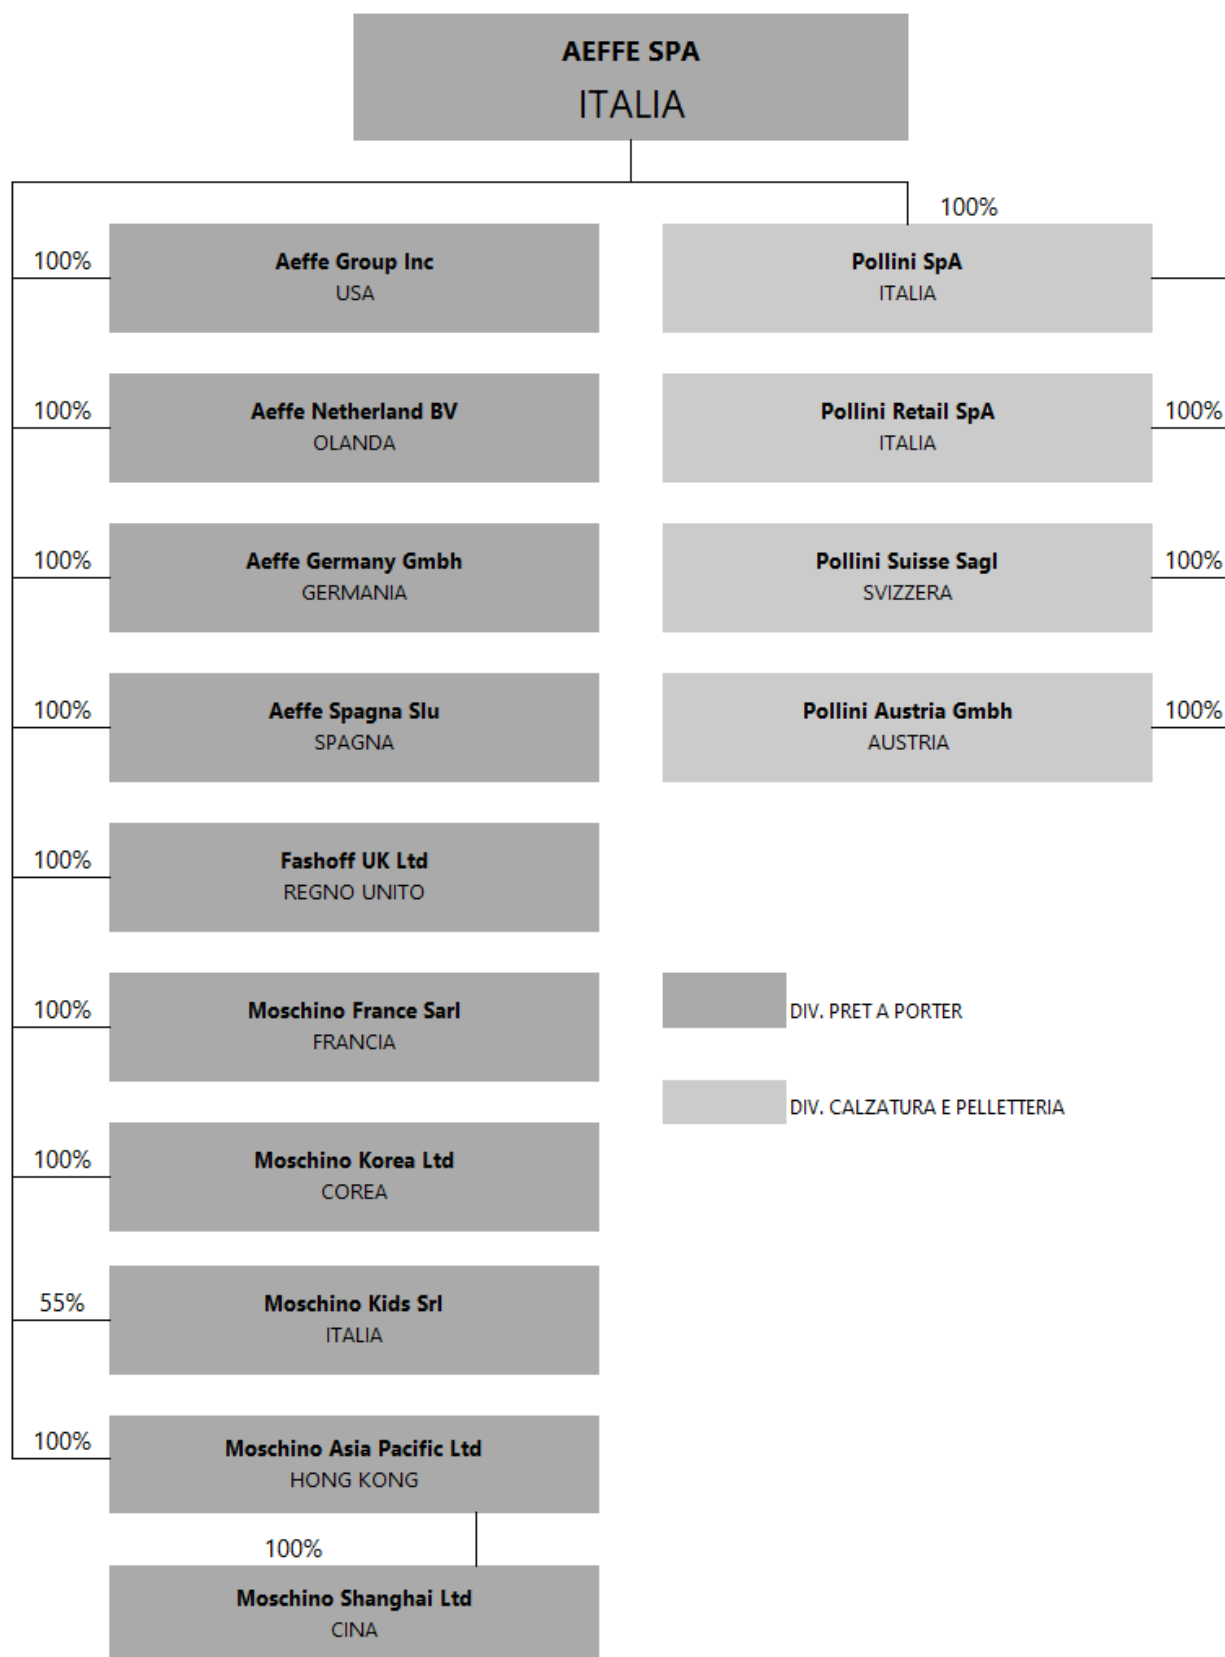 AEFFE SPA
ITALIA
100%
100%
Aeffe Group Inc
USA
Pollini SpA
ITALIA
100%
Aeffe Netherland BV
OLANDA
Pollini Retail SpA
ITALIA
100%
100%
Aeffe Germany Gmbh
GERMANIA
Pollini Suisse Sagl
SVIZZERA
100%
100%
Aeffe Spagna Slu
SPAGNA
Pollini Austria Gmbh
AUSTRIA
100%
100%
Fashoff UK Ltd
REGNO UNITO
100%
Moschino France Sarl
FRANCIA
DIV. PRET A PORTER
DIV. CALZATURA E PELLETTERIA
100%
Moschino Korea Ltd
COREA
55%
Moschino Kids Srl
ITALIA
100%
Moschino Asia Pacific Ltd
HONG KONG
100%
Moschino Shanghai Ltd
CINA